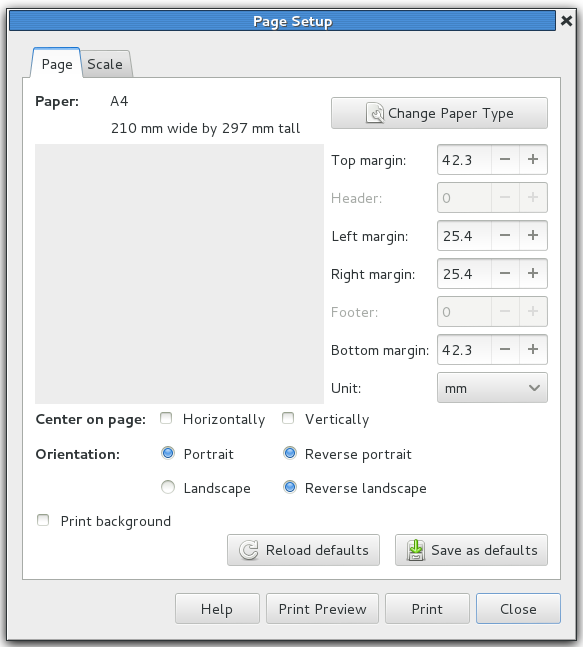 Page Setup
Page Scale
Paper: A4
210 mm wide by 297 mm tall
Change Paper Type
Top margin: 42.3
Header: 0
Left margin: 25.4
Right margin: 25.4
Footer: 0
Bottom margin: 42.3
Unit: mm
Center on page: Horizontally Vertically
Orientation: Portrait Reverse portrait
Landscape Reverse landscape
Print background
Reload defaults Save as defaults
Help Print Preview Print Close